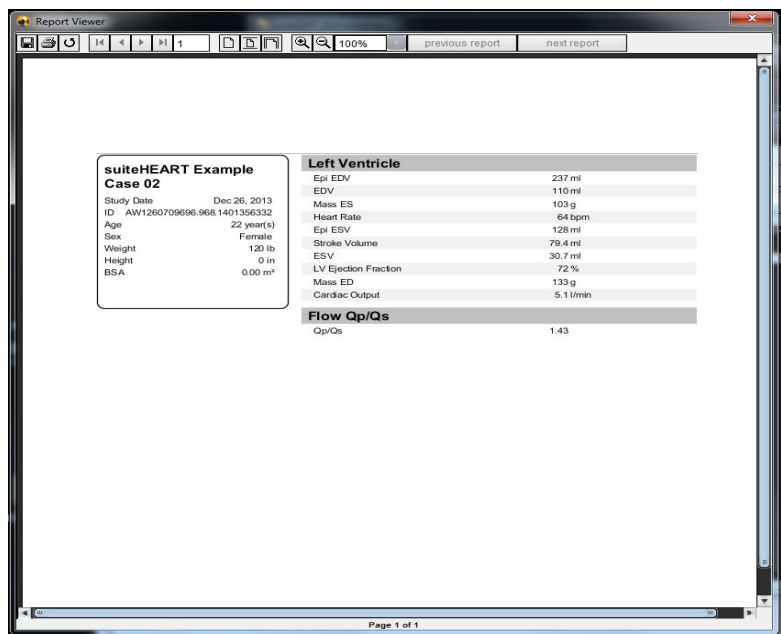 Report Viewer
1 100% previous report next report
suiteHEART Example
Case 02
Study Date Dec 26, 2013
ID AW1260709696.968.1401356332
Age 22 year(s)
Sex Female
Weight 120 lb
Height 0 in
BSA 0.00 m²
Left Ventricle
Epi EDV 237 ml
EDV 110 ml
Mass ES 103 g
Heart Rate 64 bpm
Epi ESV 128 ml
Stroke Volume 79.4 ml
ESV 30.7 ml
LV Ejection Fraction 72 %
Mass ED 133 g
Cardiac Output 5.1 l/min
Flow Qp/Qs
Qp/Qs 1.43
Page 1 of 1